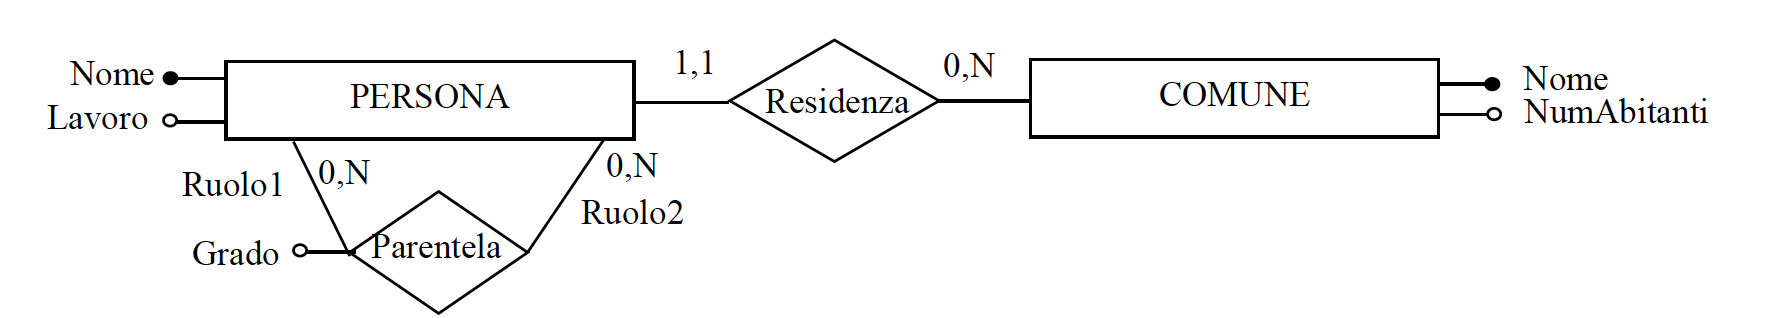 Nome
Lavoro
PERSONA
1,1
Residenza
0,N
COMUNE
Nome
NumAbitanti
Ruolo1
0,N
0,N
Ruolo2
Grado
Parentela